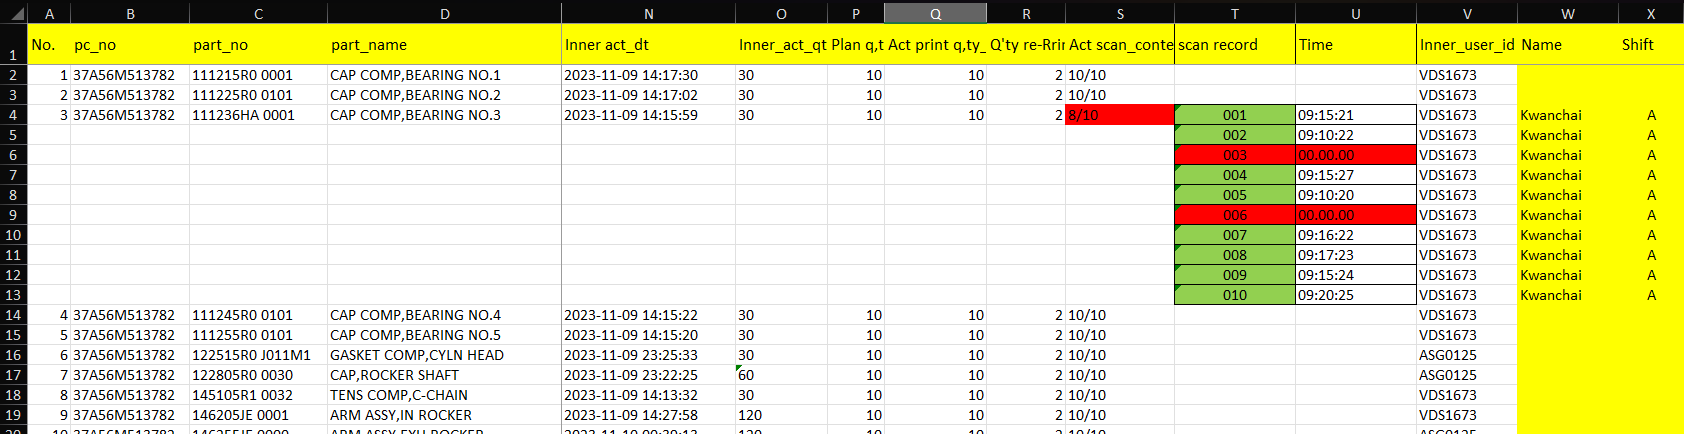 A B C D N O P Q R S T U V W X
1 No. pc_no part_no part_name Inner act_dt Inner_act_qt Plan q,t Act print q,ty_ Q'ty re-Rrin Act scan_conte scan record Time Inner_user_id Name Shift
2 1 37A56M513782 111215R0 0001 CAP COMP,BEARING NO.1 2023-11-09 14:17:30 30 10 10 2 10/10 VDS1673
3 2 37A56M513782 111225R0 0101 CAP COMP,BEARING NO.2 2023-11-09 14:17:02 30 10 10 2 10/10 VDS1673
4 3 37A56M513782 111236HA 0001 CAP COMP,BEARING NO.3 2023-11-09 14:15:59 30 10 10 2 8/10 001 09:15:21 VDS1673 Kwanchai A
5 002 09:10:22 VDS1673 Kwanchai A
6 003 00.00.00 VDS1673 Kwanchai A
7 004 09:15:27 VDS1673 Kwanchai A
8 005 09:10:20 VDS1673 Kwanchai A
9 006 00.00.00 VDS1673 Kwanchai A
10 007 09:16:22 VDS1673 Kwanchai A
11 008 09:17:23 VDS1673 Kwanchai A
12 009 09:15:24 VDS1673 Kwanchai A
13 010 09:20:25 VDS1673 Kwanchai A
14 4 37A56M513782 111245R0 0101 CAP COMP,BEARING NO.4 2023-11-09 14:15:22 30 10 10 2 10/10 VDS1673
15 5 37A56M513782 111255R0 0101 CAP COMP,BEARING NO.5 2023-11-09 14:15:20 30 10 10 2 10/10 VDS1673
16 6 37A56M513782 122515R0 J011M1 GASKET COMP,CYLN HEAD 2023-11-09 23:25:33 30 10 10 2 10/10 ASG0125
17 7 37A56M513782 122805R0 0030 CAP,ROCKER SHAFT 2023-11-09 23:22:25 60 10 10 2 10/10 ASG0125
18 8 37A56M513782 145105R1 0032 TENS COMP,C-CHAIN 2023-11-09 14:13:32 30 10 10 2 10/10 VDS1673
19 9 37A56M513782 146205JE 0001 ARM ASSY,IN ROCKER 2023-11-09 14:27:58 120 10 10 2 10/10 VDS1673